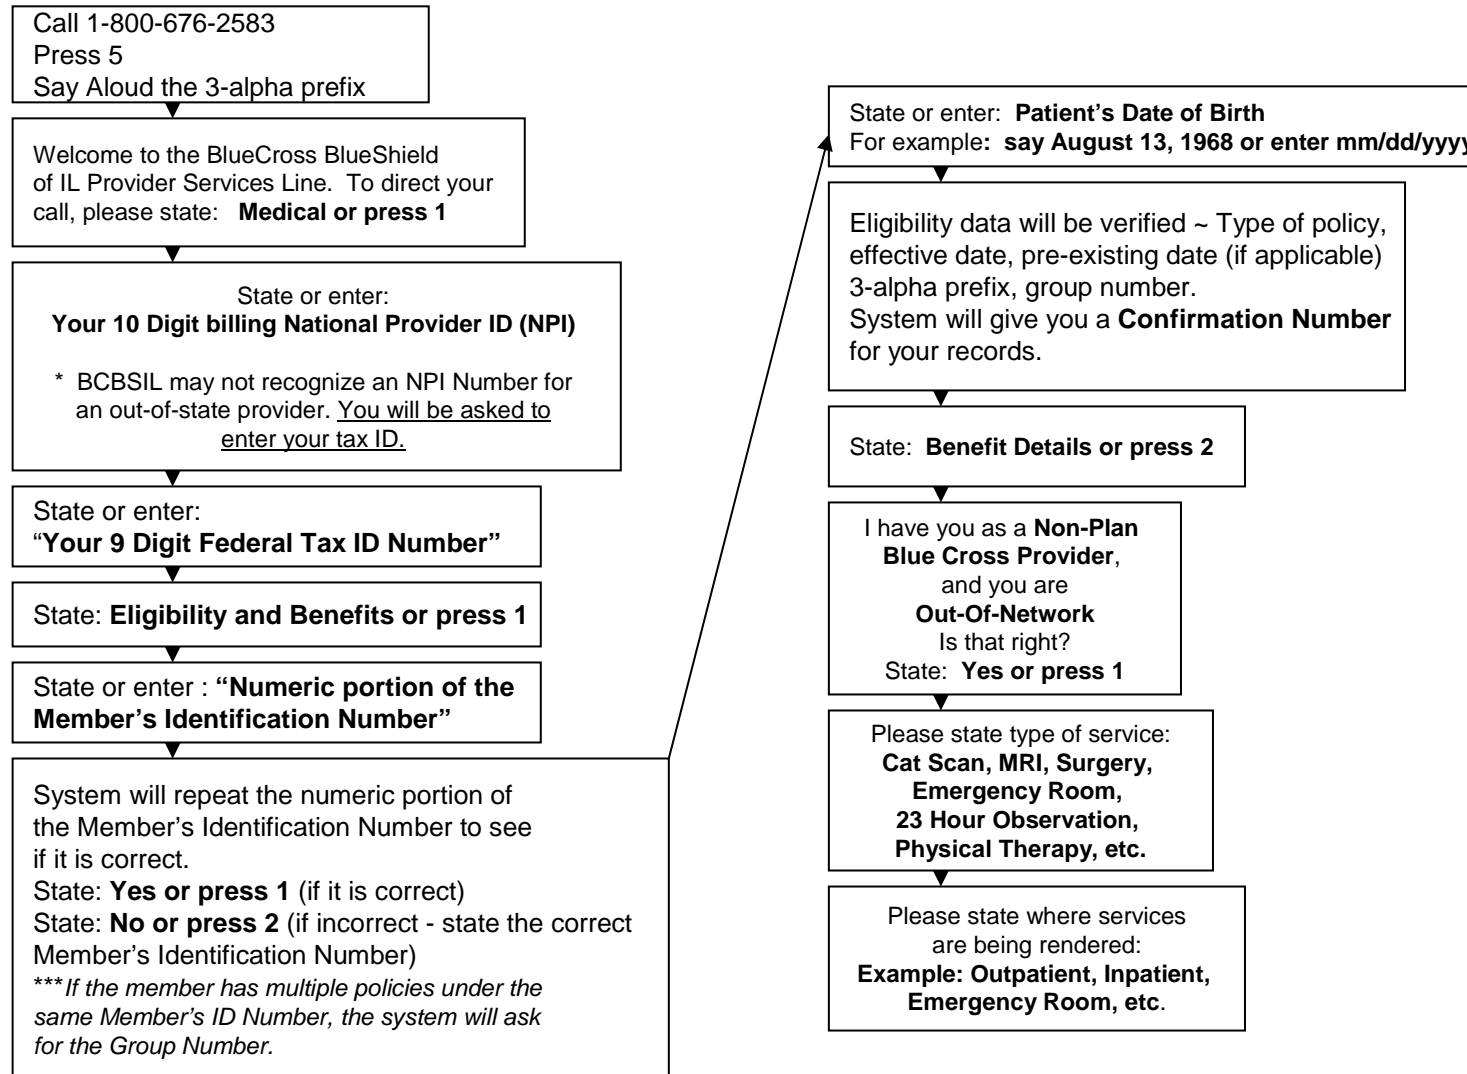 Call 1-800-676-2583
Press 5
Say Aloud the 3-alpha prefix
Welcome to the BlueCross BlueShield
of IL Provider Services Line.  To direct your
call, please state:   Medical or press 1
State or enter:
Your 10 Digit billing National Provider ID (NPI)
*  BCBSIL may not recognize an NPI Number for
an out-of-state provider. You will be asked to
enter your tax ID.
State or enter:
“Your 9 Digit Federal Tax ID Number”
State: Eligibility and Benefits or press 1
State or enter : “Numeric portion of the
Member’s Identification Number”
System will repeat the numeric portion of
the Member’s Identification Number to see
if it is correct.
State: Yes or press 1 (if it is correct)
State: No or press 2 (if incorrect - state the correct
Member’s Identification Number)
***If the member has multiple policies under the
same Member’s ID Number, the system will ask
for the Group Number.
State or enter:  Patient’s Date of Birth
For example:  say August 13, 1968 or enter mm/dd/yyyy
Eligibility data will be verified ~ Type of policy,
effective date, pre-existing date (if applicable)
3-alpha prefix, group number.
System will give you a Confirmation Number
for your records.
State:  Benefit Details or press 2
I have you as a Non-Plan
Blue Cross Provider,
and you are
Out-Of-Network
Is that right?
State:  Yes or press 1
Please state type of service:
Cat Scan, MRI, Surgery,
Emergency Room,
23 Hour Observation,
Physical Therapy, etc.
Please state where services
are being rendered:
Example: Outpatient, Inpatient,
Emergency Room, etc.